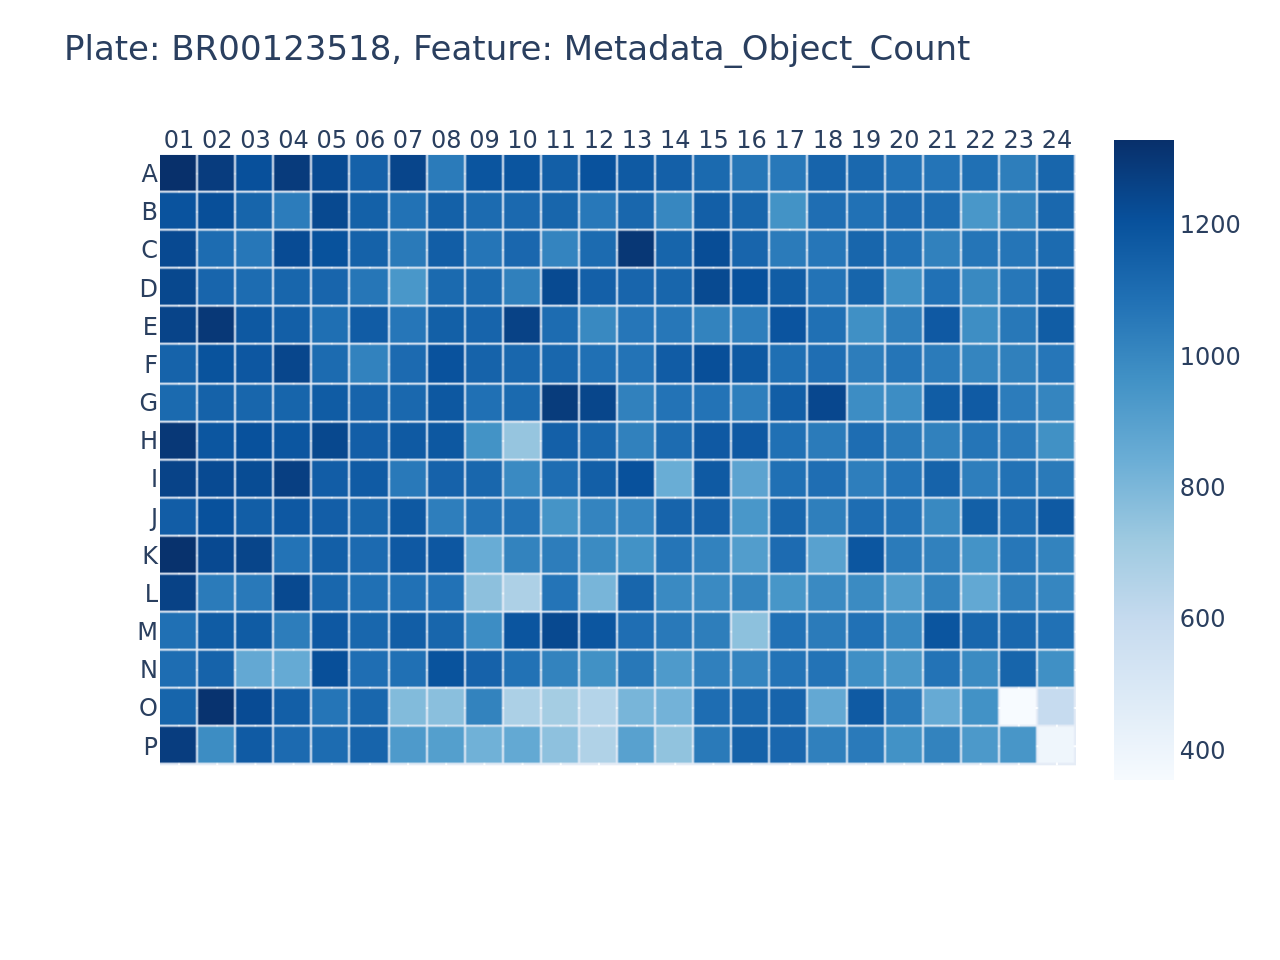 Plate: BR00123518, Feature: Metadata_Object_Count
01 02 03 04 05 06 07 08 09 10 11 12 13 14 15 16 17 18 19 20 21 22 23 24
A
B
C
D
E
F
G
H
I
J
K
L
M
N
O
P
1200
1000
800
600
400